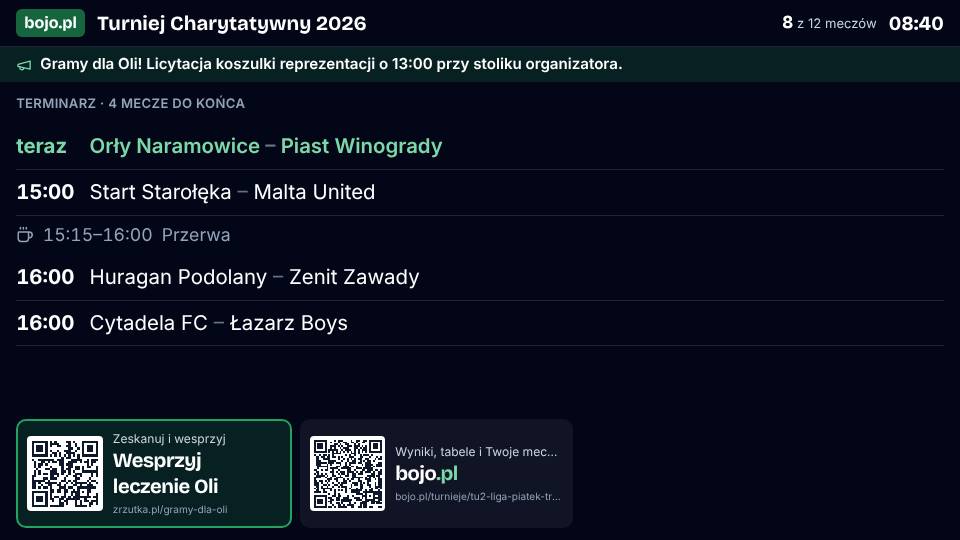 bojo.pl Turniej Charytatywny 2026 8 z 12 meczów 08:40
Gramy dla Oli! Licytacja koszulki reprezentacji o 13:00 przy stoliku organizatora.
TERMINARZ · 4 MECZE DO KOŃCA
teraz Orły Naramowice – Piast Winogrady
15:00 Start Starołęka – Malta United
15:15–16:00 Przerwa
16:00 Huragan Podolany – Zenit Zawady
16:00 Cytadela FC – Łazarz Boys
Zeskanuj i wesprzyj
Wesprzyj
leczenie Oli
zrzutka.pl/gramy-dla-oli
Wyniki, tabele i Twoje mec...
bojo.pl
bojo.pl/turnieje/tu2-liga-piatek-tr...